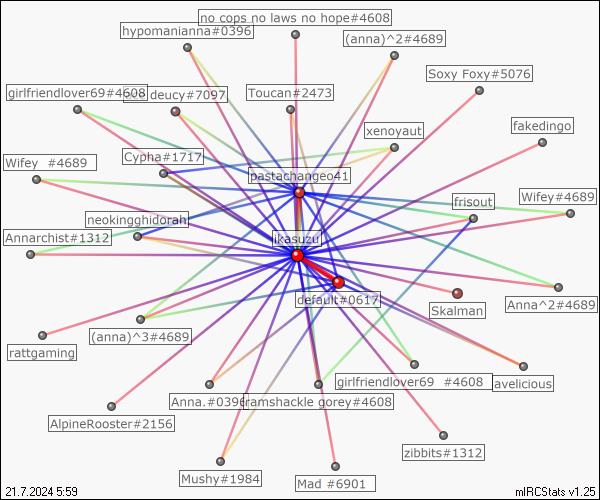 no cops no laws no hope#4608
hypomanianna#0396
(anna)^2#4689
Soxy Foxy#5076
girlfriendlover69#4608
deucy#7097
Toucan#2473
xenoyaut
fakedingo
Wifey #4689
Cypha#1717
pastachangeo41
frisout
Wifey#4689
neokingghidorah
Annarchist#1312
ikasuzu
default#0617
Skalman
Anna^2#4689
(anna)^3#4689
rattgaming
girlfriendlover69 #4608
avelicious
Anna.#0396
ramshackle gorey#4608
AlpineRooster#2156
zibbits#1312
Mushy#1984
Mad #6901
21.7.2024 5:59
mIRCStats v1.25